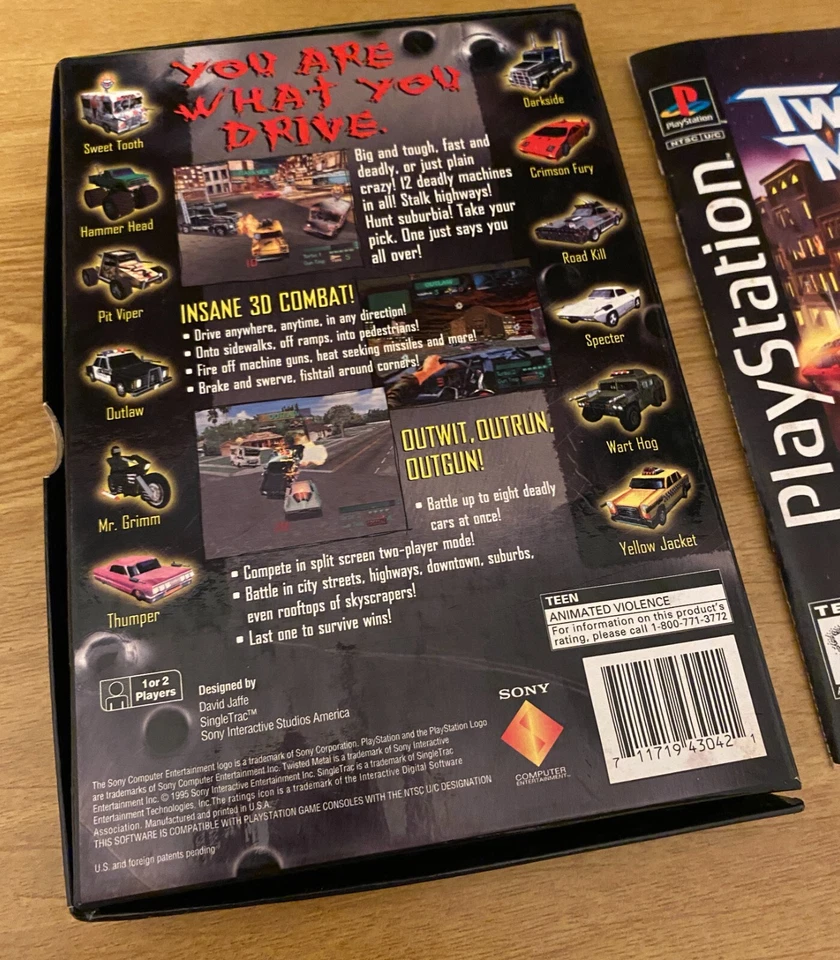 YOU ARE
WHAT YOU
DRIVE.
Sweet Tooth
Hammer Head
Pit Viper
Outlaw
Mr. Grimm
Thumper
Darkside
Crimson Fury
Road Kill
Specter
Wart Hog
Yellow Jacket
Big and tough, fast and
deadly, or just plain
crazy! 12 deadly machines
in all! Stalk highways!
Hunt suburbia! Take your
pick. One just says you
all over!
INSANE 3D COMBAT!
• Drive anywhere, anytime, in any direction!
• Onto sidewalks, off ramps, into pedestrians!
• Fire off machine guns, heat seeking missiles and more!
• Brake and swerve, fishtail around corners!
OUTWIT, OUTRUN,
OUTGUN!
• Battle up to eight deadly
cars at once!
• Compete in split screen two-player mode!
• Battle in city streets, highways, downtown, suburbs,
even rooftops of skyscrapers!
• Last one to survive wins!
TEEN
ANIMATED VIOLENCE
For information on this product's
rating, please call 1-800-771-3772
1 or 2
Players
Designed by
David Jaffe
SingleTrac™
Sony Interactive Studios America
SONY
COMPUTER
ENTERTAINMENT™
7 11719 43042 1
The Sony Computer Entertainment logo is a trademark of Sony Corporation. PlayStation and the PlayStation Logo
are trademarks of Sony Computer Entertainment Inc. Twisted Metal is a trademark of Sony Interactive
Entertainment Inc. © 1995 Sony Interactive Entertainment Inc. SingleTrac is a trademark of SingleTrac
Entertainment Technologies, Inc. The ratings icon is a trademark of the Interactive Digital Software
Association. Manufactured and printed in U.S.A.
THIS SOFTWARE IS COMPATIBLE WITH PLAYSTATION GAME CONSOLES WITH THE NTSC U/C DESIGNATION
U.S. and foreign patents pending
PlayStation
NTSC U/C
PlayStation
TW
M
TE